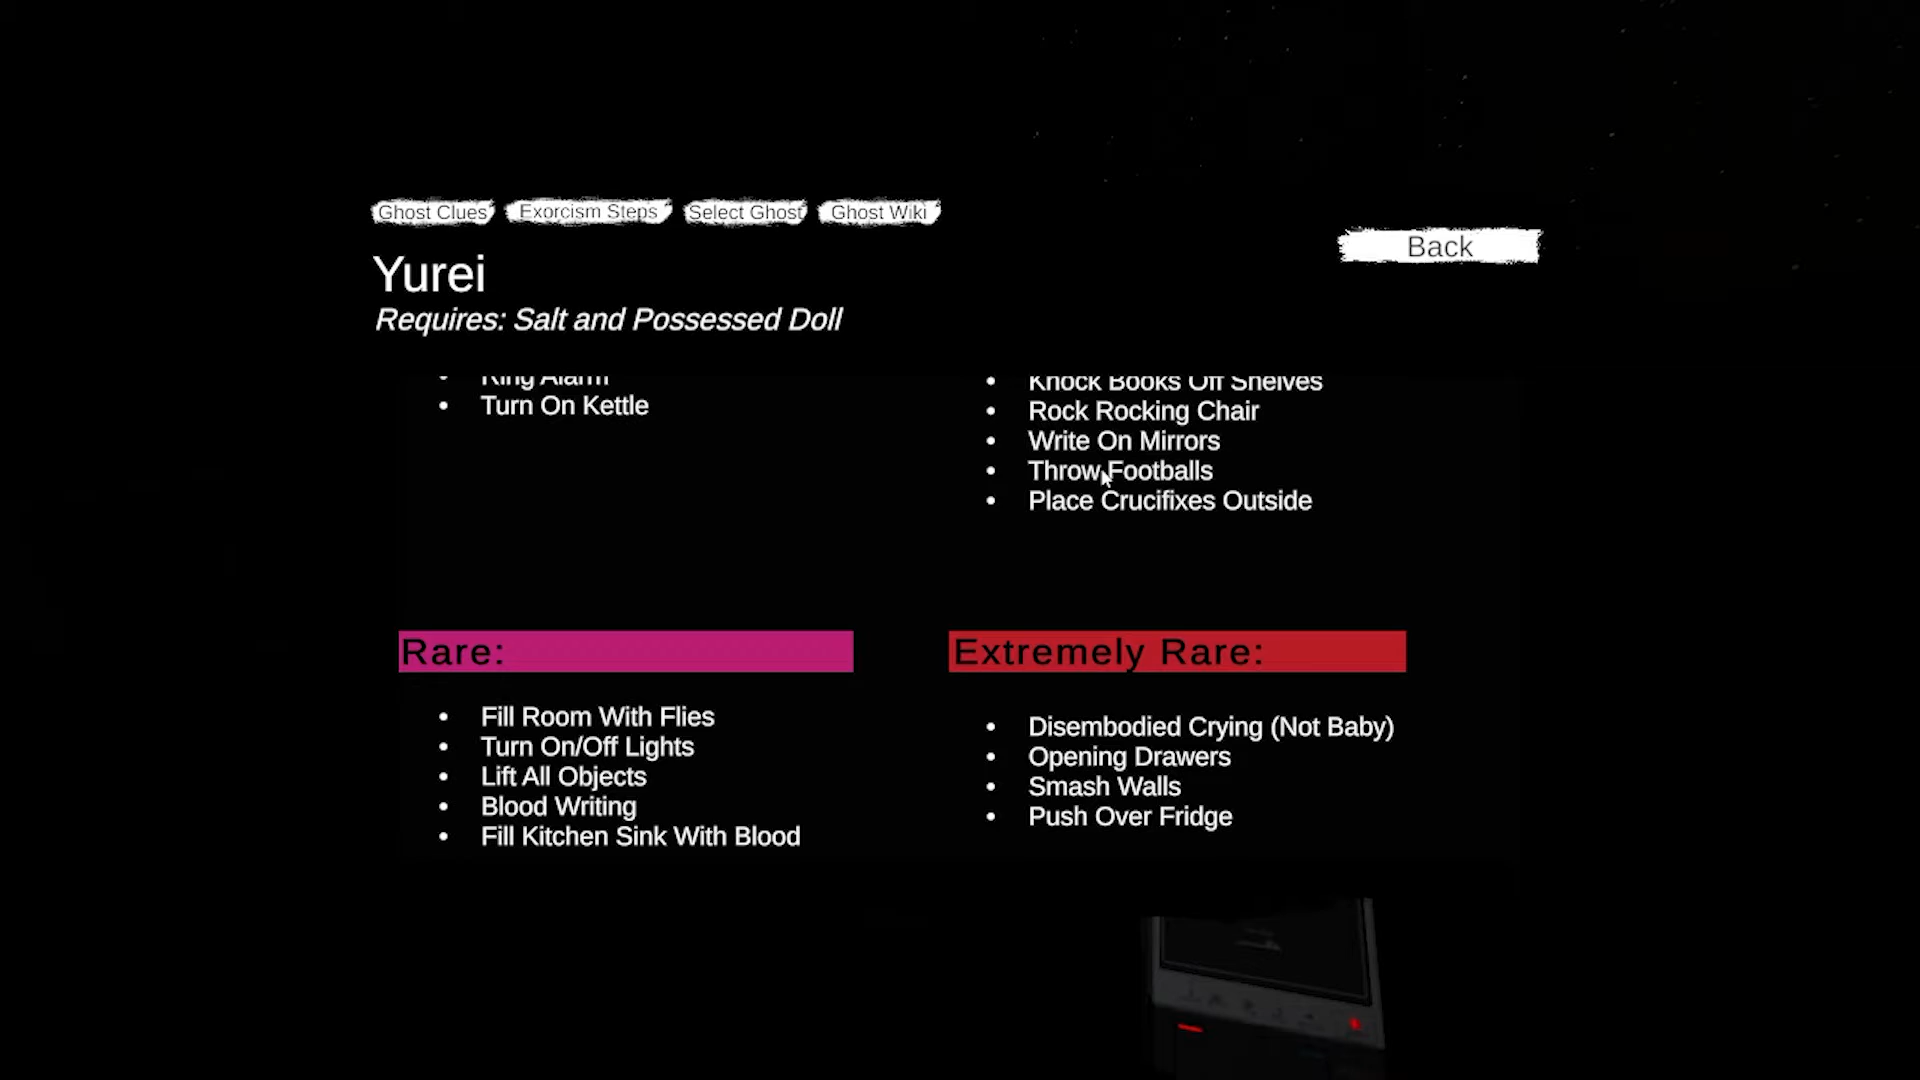 Ghost Clues Exorcism Steps Select Ghost Ghost Wiki
Back
Yurei
Requires: Salt and Possessed Doll
• Ring Alarm
• Turn On Kettle
• Knock Books Off Shelves
• Rock Rocking Chair
• Write On Mirrors
• Throw Footballs
• Place Crucifixes Outside
Rare:
• Fill Room With Flies
• Turn On/Off Lights
• Lift All Objects
• Blood Writing
• Fill Kitchen Sink With Blood
Extremely Rare:
• Disembodied Crying (Not Baby)
• Opening Drawers
• Smash Walls
• Push Over Fridge